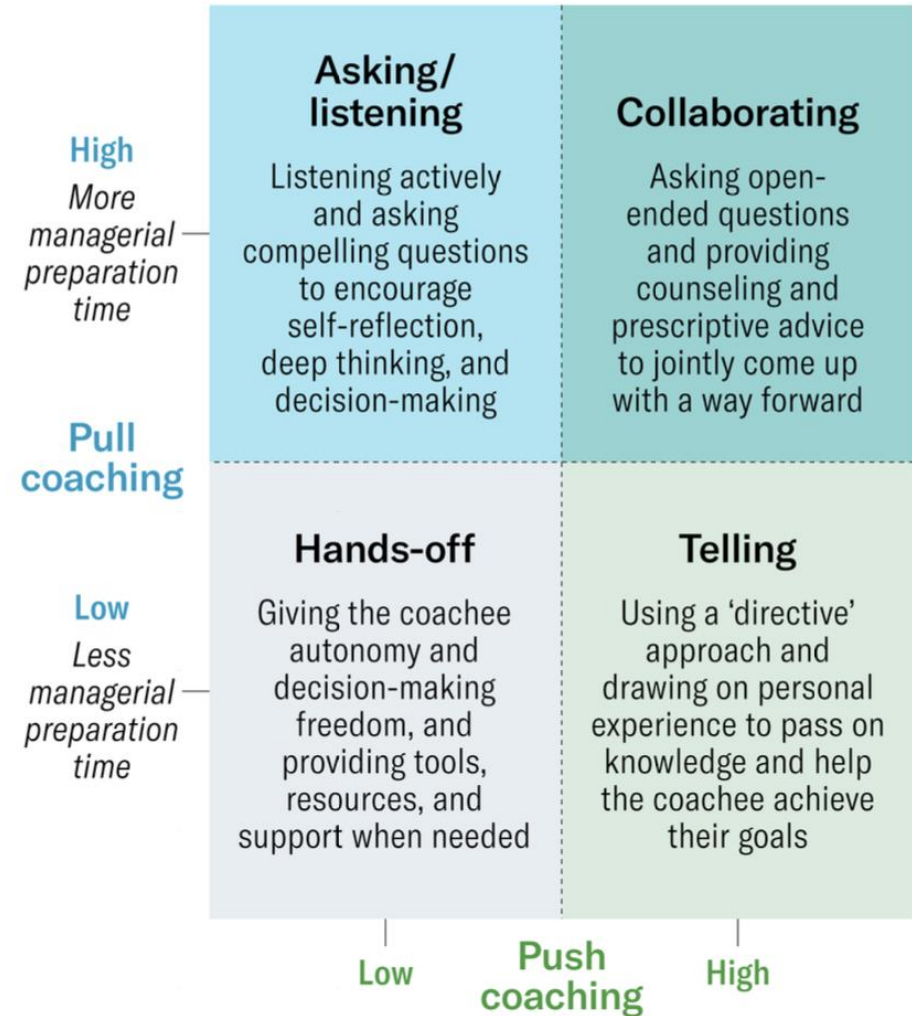 Asking/
listening
Listening actively
and asking
compelling questions
to encourage
self-reflection,
deep thinking, and
decision-making
Collaborating
Asking open-
ended questions
and providing
counseling and
prescriptive advice
to jointly come up
with a way forward
High
More
managerial
preparation
time
Pull
coaching
Low
Less
managerial
preparation
time
Hands-off
Giving the coachee
autonomy and
decision-making
freedom, and
providing tools,
resources, and
support when needed
Telling
Using a ‘directive’
approach and
drawing on personal
experience to pass on
knowledge and help
the coachee achieve
their goals
Low
Push
coaching
High